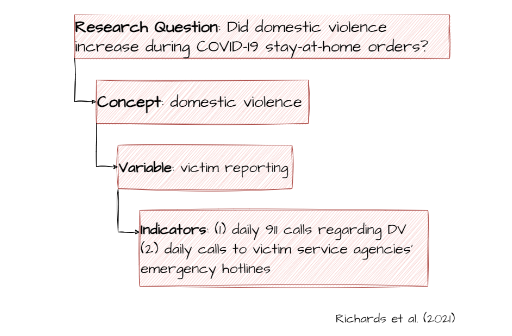 Research Question: Did domestic violence
increase during COVID-19 stay-at-home orders?
Concept: domestic violence
Variable: victim reporting
Indicators: (1) daily 911 calls regarding DV
(2) daily calls to victim service agencies'
emergency hotlines
Richards et al. (2021)